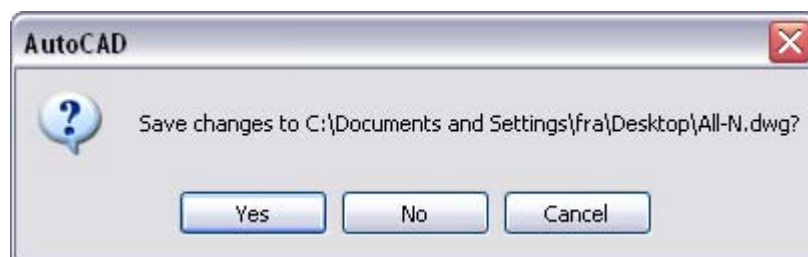 AutoCAD
Save changes to C:\Documents and Settings\fra\Desktop\All-N.dwg?
Yes No Cancel